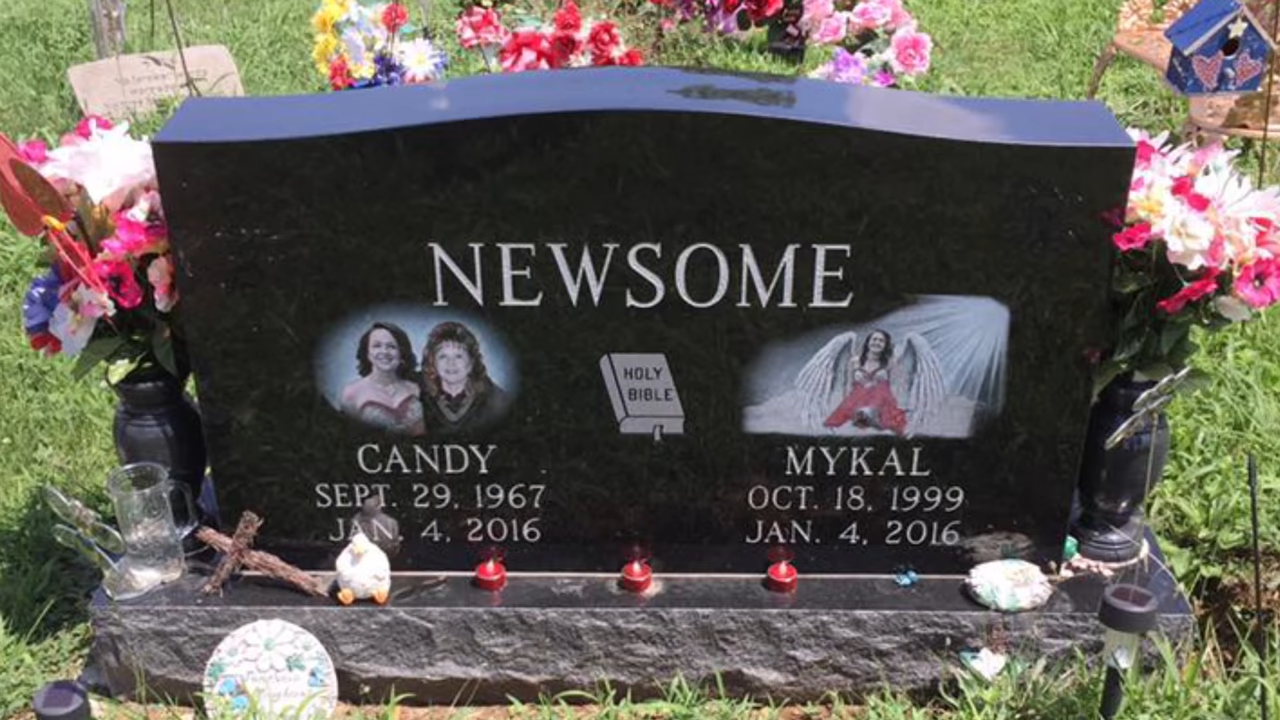 NEWSOME
HOLY
BIBLE
CANDY
SEPT. 29, 1967
JAN. 4, 2016
MYKAL
OCT. 18, 1999
JAN. 4, 2016